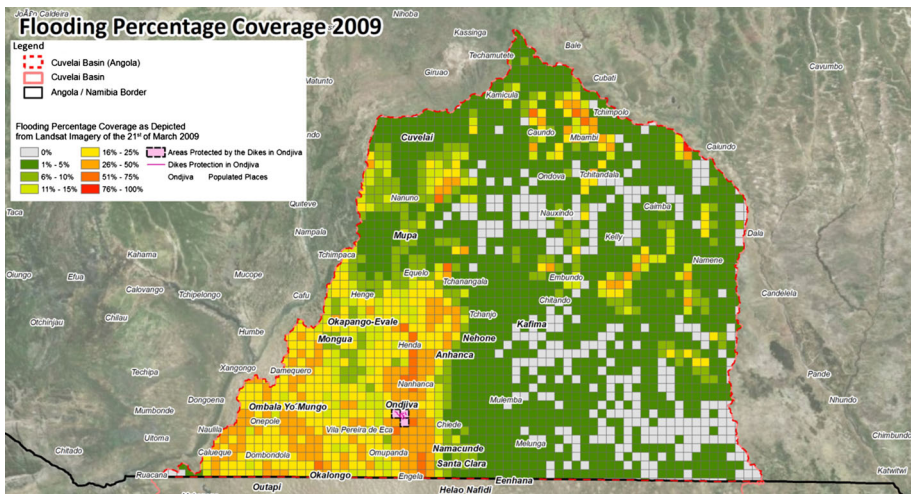 Flooding Percentage Coverage 2009
Legend
Cuvelai Basin (Angola)
Cuvelai Basin
Angola / Namibia Border
Flooding Percentage Coverage as Depicted
from Landsat Imagery of the 21st of March 2009
0%
16% - 25%
Areas Protected by the Dikes in Ondjiva
1% - 5%
26% - 50%
Dikes Protection in Ondjiva
6% - 10%
51% - 75%
Ondjiva Populated Places
11% - 15%
76% - 100%
Nihoba
Kassinga
Techamutete
Bale
Giruao
Cubati
Cavumbo
Matunto
Kamicula
Tchimpolo
Cuvelai
Caundo
Mbambi
Caiundo
Ondova
Tchitandala
Taca
Quiteve
Nanuno
Nauxindo
Caimba
Nampala
Mupa
Kelly
Dala
Kahama
Tchimpaca
Namene
Olungo
Efua
Mucope
Equelo
Tchanangala
Embundo
Calovango
Tchipelongo
Cafu
Henge
Chitando
Candelela
Otchinjau
Chilau
Humbe
Okapango-Evale
Tchanjo
Kafima
Mongua
Henda
Nehone
Anhanca
Techipa
Xangongo
Damequero
Nanhanca
Pande
Dongoena
Mulemba
Nhundo
Mumbonde
Ombala Yo Mungo
Ondjiva
Uitoma
Naulila
Onepole
Vila Pereira de Eca
Chiede
Chimbundo
Chitado
Calueque
Dombondola
Omupanda
Namacunde
Melunga
Santa Clara
Katwitwi
Ruacana
Okalongo
Engela
Eenhana
Outapi
Helao Nafidi